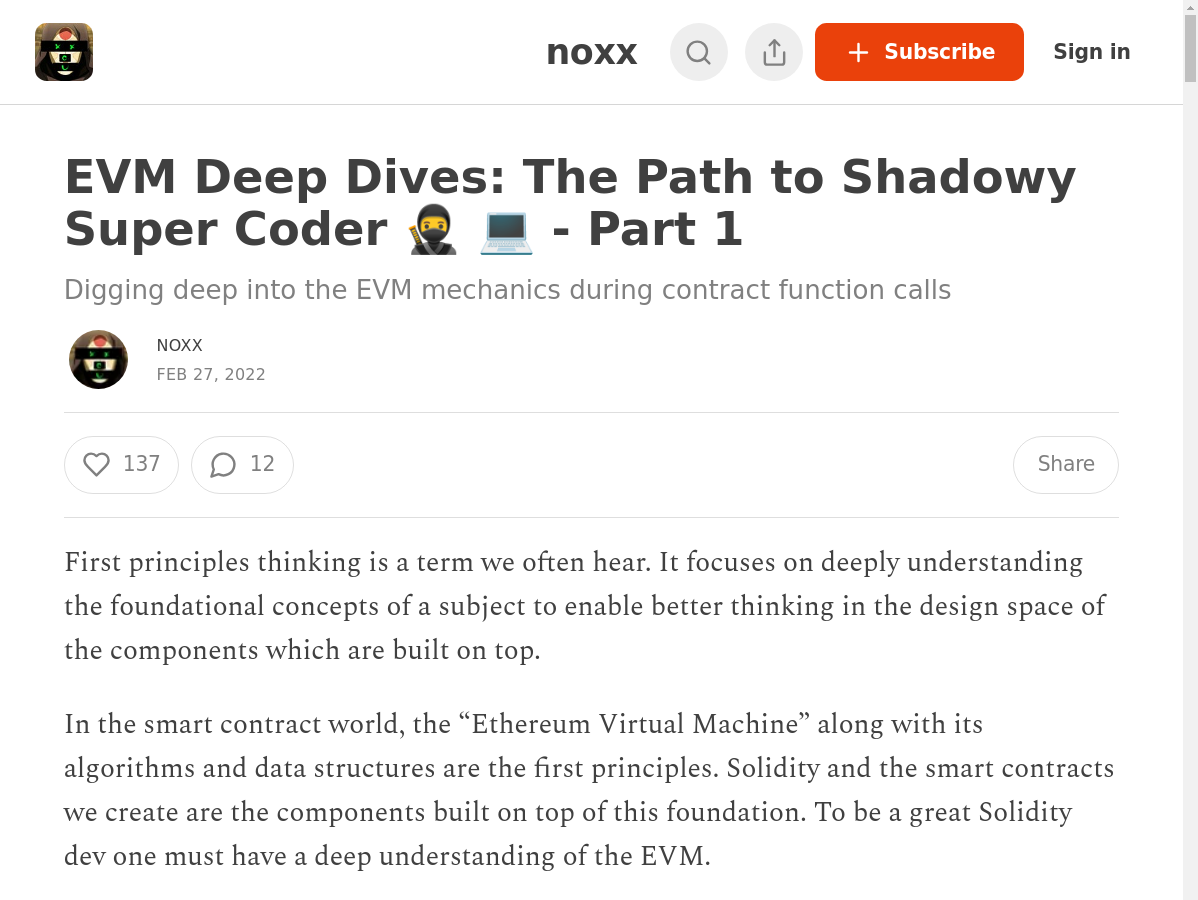 noxx
Subscribe
Sign in
EVM Deep Dives: The Path to Shadowy
Super Coder 🥷 💻 - Part 1
Digging deep into the EVM mechanics during contract function calls
NOXX
FEB 27, 2022
137
12
Share
First principles thinking is a term we often hear. It focuses on deeply understanding
the foundational concepts of a subject to enable better thinking in the design space of
the components which are built on top.
In the smart contract world, the “Ethereum Virtual Machine” along with its
algorithms and data structures are the first principles. Solidity and the smart contracts
we create are the components built on top of this foundation. To be a great Solidity
dev one must have a deep understanding of the EVM.